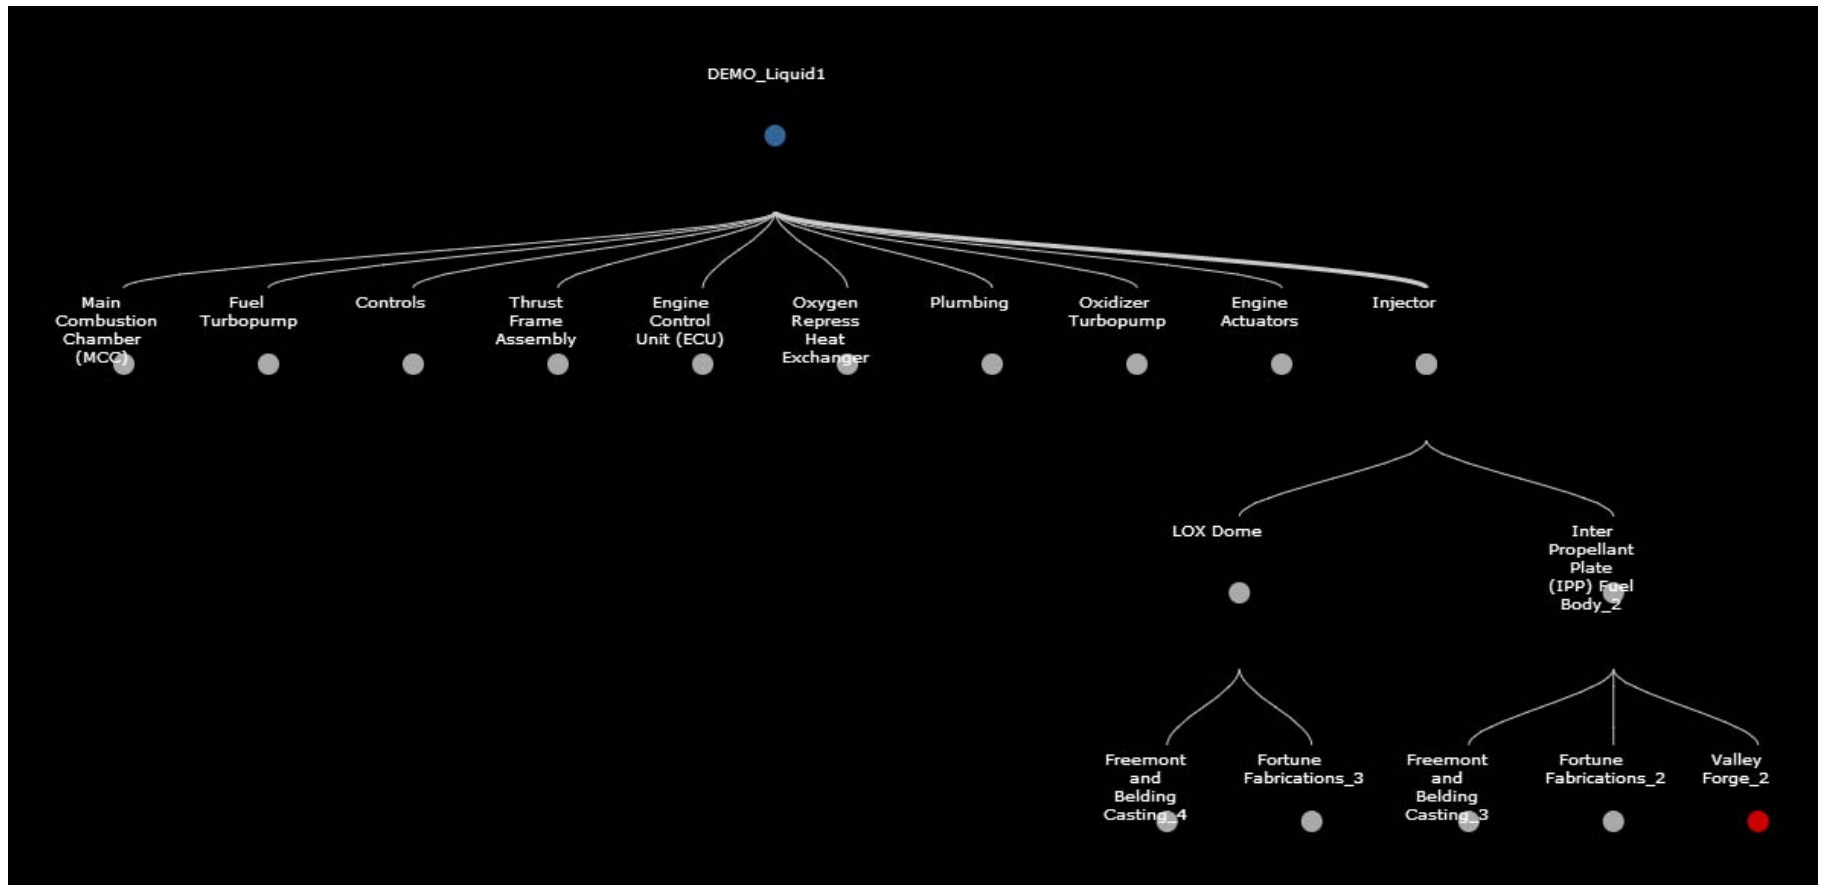 DEMO_Liquid1
Main
Combustion
Chamber
(MCC)
Fuel
Turbopump
Controls
Thrust
Frame
Assembly
Engine
Control
Unit (ECU)
Oxygen
Repress
Heat
Exchanger
Plumbing
Oxidizer
Turbopump
Engine
Actuators
Injector
LOX Dome
Inter
Propellant
Plate
(IPP) Fuel
Body_2
Freemont
and
Belding
Casting_4
Fortune
Fabrications_3
Freemont
and
Belding
Casting_3
Fortune
Fabrications_2
Valley
Forge_2